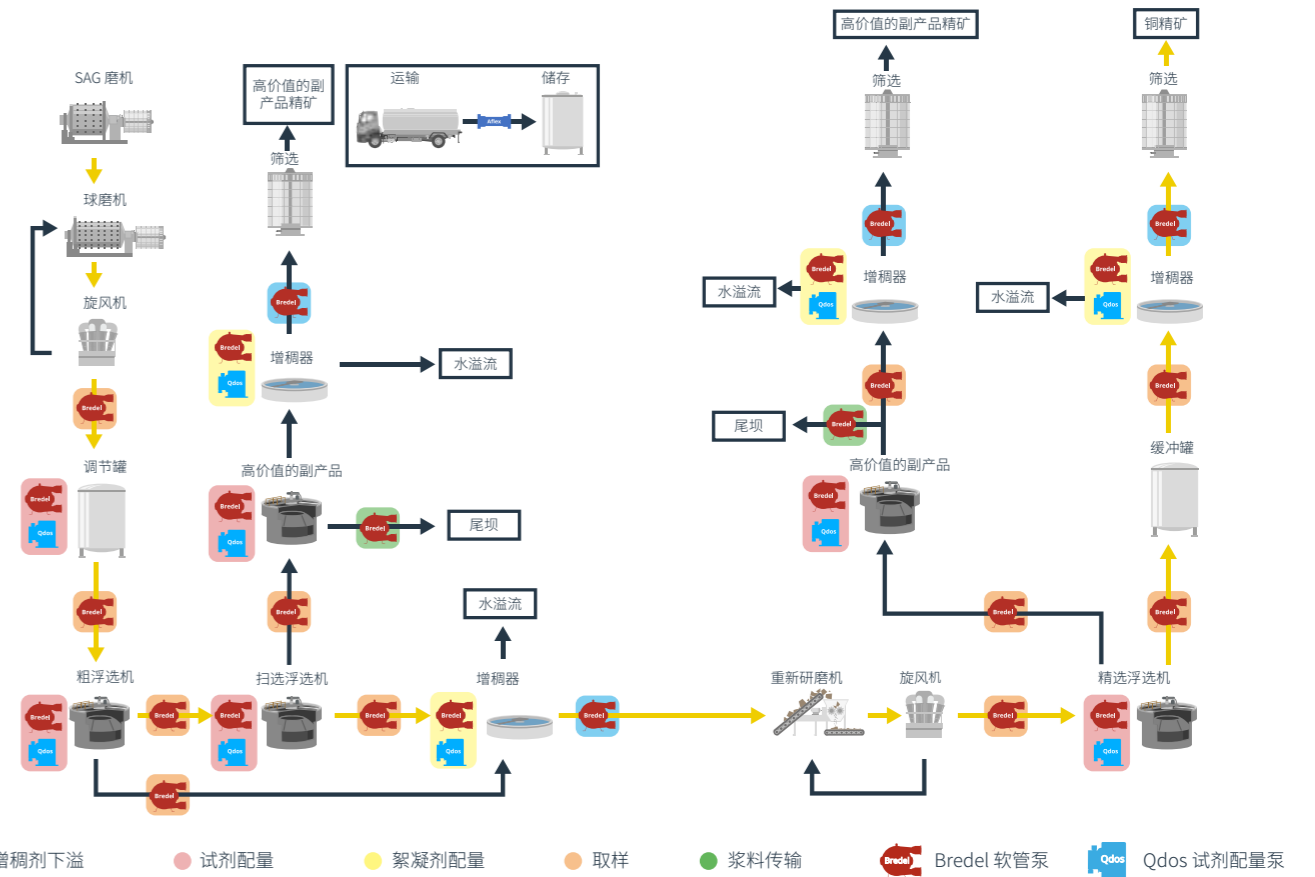 高价值的副产品精矿
铜精矿
SAG 磨机
高价值的副
产品精矿
运输
储存
筛选
筛选
Aflex
筛选
球磨机
Bredel
Bredel
Bredel
Bredel
增稠器
增稠器
水溢流
水溢流
旋风机
Bredel
Qdos
Qdos
Bredel
增稠器
水溢流
Qdos
Bredel
Bredel
Bredel
尾坝
Bredel
缓冲罐
调节罐
高价值的副产品
高价值的副产品
Bredel
Bredel
Bredel
Qdos
Qdos
Bredel
尾坝
Qdos
水溢流
Bredel
Bredel
Bredel
Bredel
粗浮选机
扫选浮选机
增稠器
重新研磨机
旋风机
精选浮选机
Bredel
Bredel
Bredel
Bredel
Bredel
Bredel
Bredel
Bredel
Qdos
Qdos
Qdos
Qdos
Bredel
增稠剂下溢
试剂配量
絮凝剂配量
取样
浆料传输
Bredel
Bredel 软管泵
Qdos
Qdos 试剂配量泵